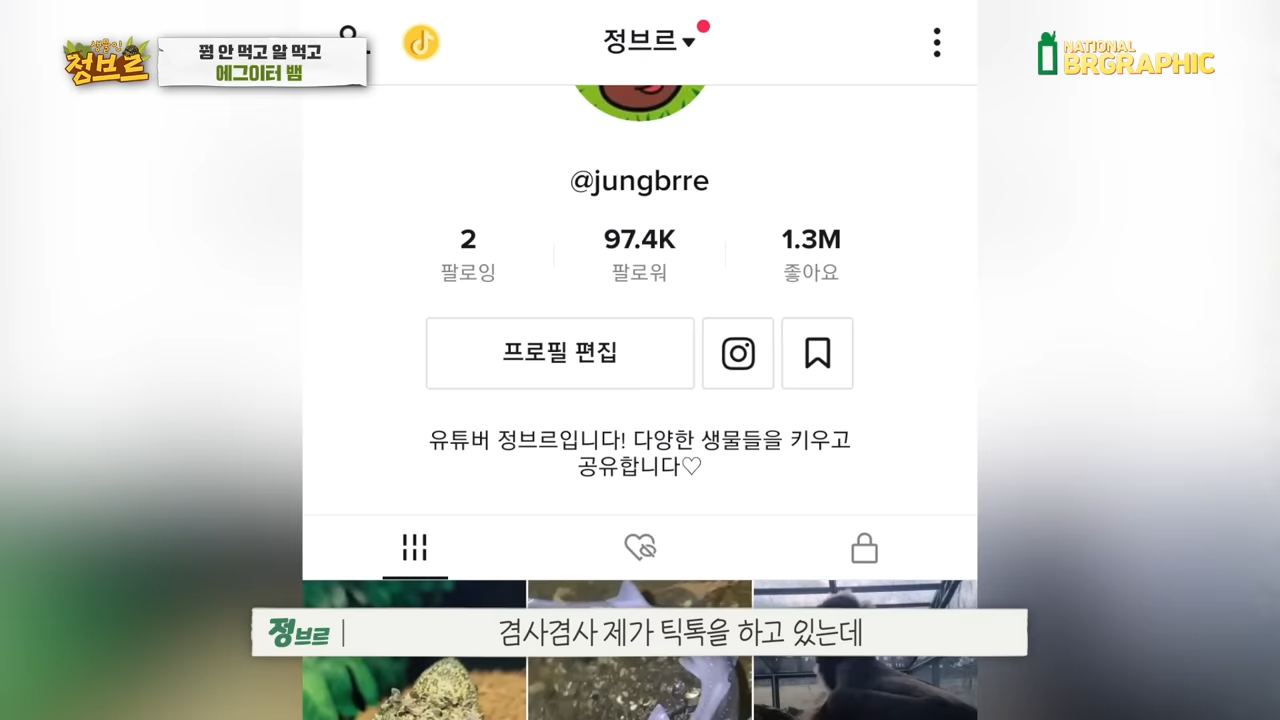 생물인
정브르
꿩 안 먹고 알 먹고
에그이터 뱀
정브르
NATIONAL
BRGRAPHIC
@jungbrre
2 97.4K 1.3M
팔로잉 팔로워 좋아요
프로필 편집
유튜버 정브르입니다! 다양한 생물들을 키우고
공유합니다♡
정브르 | 겸사겸사 제가 틱톡을 하고 있는데